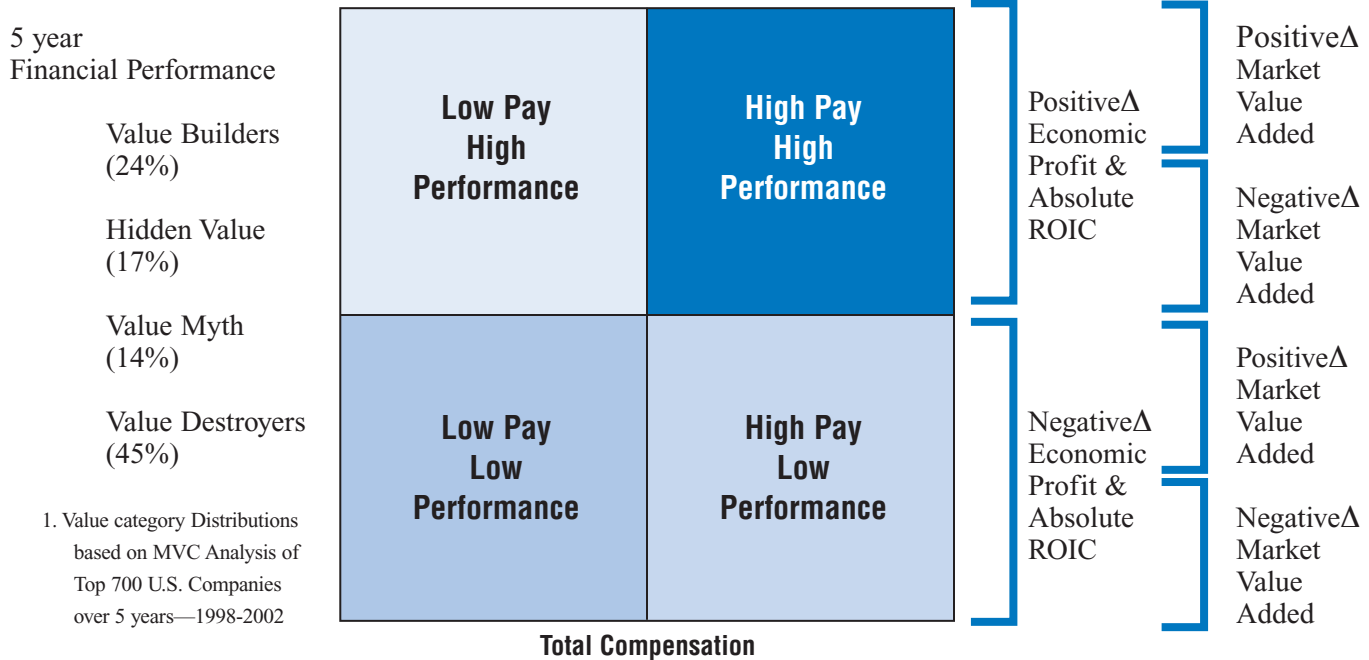 5 year
Financial Performance
Value Builders
(24%)
Hidden Value
(17%)
Value Myth
(14%)
Value Destroyers
(45%)
1. Value category Distributions
based on MVC Analysis of
Top 700 U.S. Companies
over 5 years—1998-2002
Low Pay
High
Performance
High Pay
High
Performance
Low Pay
Low
Performance
High Pay
Low
Performance
Total Compensation
PositiveΔ
Economic
Profit &
Absolute
ROIC
NegativeΔ
Economic
Profit &
Absolute
ROIC
PositiveΔ
Market
Value
Added
NegativeΔ
Market
Value
Added
PositiveΔ
Market
Value
Added
NegativeΔ
Market
Value
Added